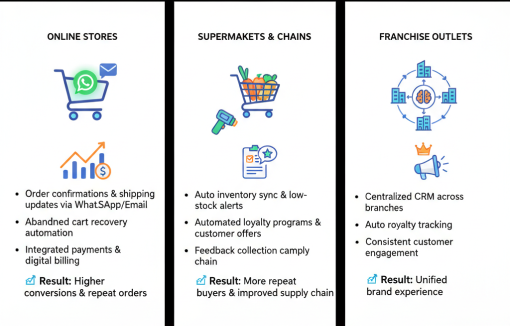 ONLINE STORES
• Order confirmations & shipping
updates via What.SApp/Email
• Abandned cart recovery
automation
• Integrated payments &
digital billing
Result: Higher
conversions & repeat orders
SUPERMAKETS & CHAINS
• Auto inventory sync & low-
stock alerts
• Automated loyalty programs &
customer offers
• Feedback collection camply
chain
Result: More repeat
buyers & improved supply chain
FRANCHISE OUTLETS
• Centralized CRM across
branches
• Auto royalty tracking
• Consistent customer
engagement
Result: Unified
brand experience